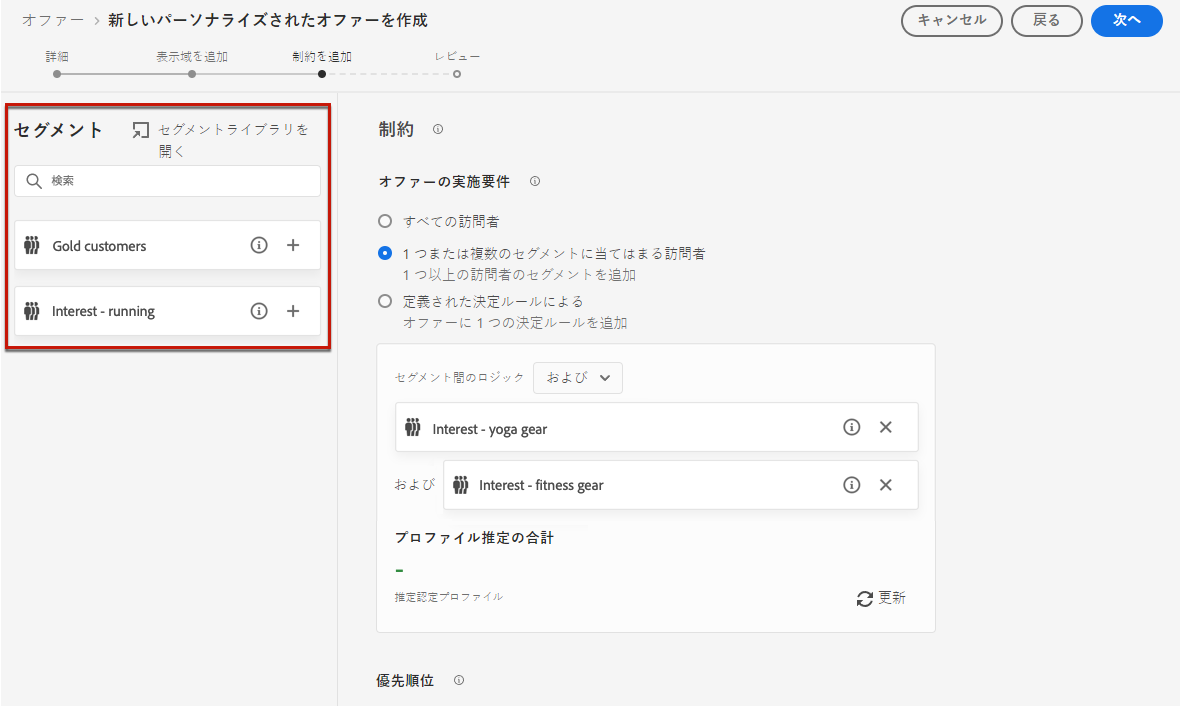 オファー > 新しいパーソナライズされたオファーを作成
キャンセル
戻る
次へ
詳細
表示域を追加
制約を追加
レビュー
セグメント
セグメントライブラリを
開く
検索
Gold customers
Interest - running
制約
オファーの実施要件
すべての訪問者
1 つまたは複数のセグメントに当てはまる訪問者
1 つ以上の訪問者のセグメントを追加
定義された決定ルールによる
オファーに 1 つの決定ルールを追加
セグメント間のロジック
および
Interest - yoga gear
および
Interest - fitness gear
プロファイル推定の合計
-
推定認定プロファイル
更新
優先順位